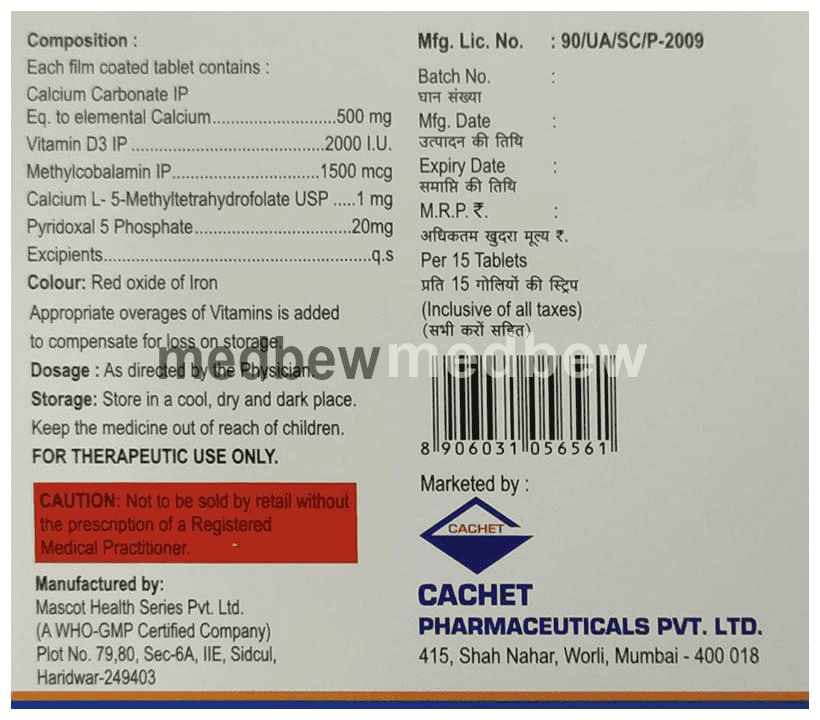 Composition :
Each film coated tablet contains :
Calcium Carbonate IP
Eq. to elemental Calcium..........................500 mg
Vitamin D3 IP .........................................2000 I.U.
Methylcobalamin IP................................1500 mcg
Calcium L- 5-Methyltetrahydrofolate USP .....1 mg
Pyridoxal 5 Phosphate.................................20mg
Excipients........................................................q.s
Colour: Red oxide of Iron
Appropriate overages of Vitamins is added
to compensate for loss on storage.
Dosage : As directed by the Physician.
Storage: Store in a cool, dry and dark place.
Keep the medicine out of reach of children.
FOR THERAPEUTIC USE ONLY.
CAUTION: Not to be sold by retail without
the prescription of a Registered
Medical Practitioner.
Manufactured by:
Mascot Health Series Pvt. Ltd.
(A WHO-GMP Certified Company)
Plot No. 79,80, Sec-6A, IIE, Sidcul,
Haridwar-249403
Mfg. Lic. No. : 90/UA/SC/P-2009
Batch No. :
घान संख्या
Mfg. Date :
उत्पादन की तिथि
Expiry Date :
समाप्ति की तिथि
M.R.P. ₹. :
अधिकतम खुदरा मूल्य ₹.
Per 15 Tablets
प्रति 15 गोलियों की स्ट्रिप
(Inclusive of all taxes)
(सभी करों सहित)
medbew medbew
8 906031 056561
Marketed by :
CACHET
CACHET
PHARMACEUTICALS PVT. LTD.
415, Shah Nahar, Worli, Mumbai - 400 018